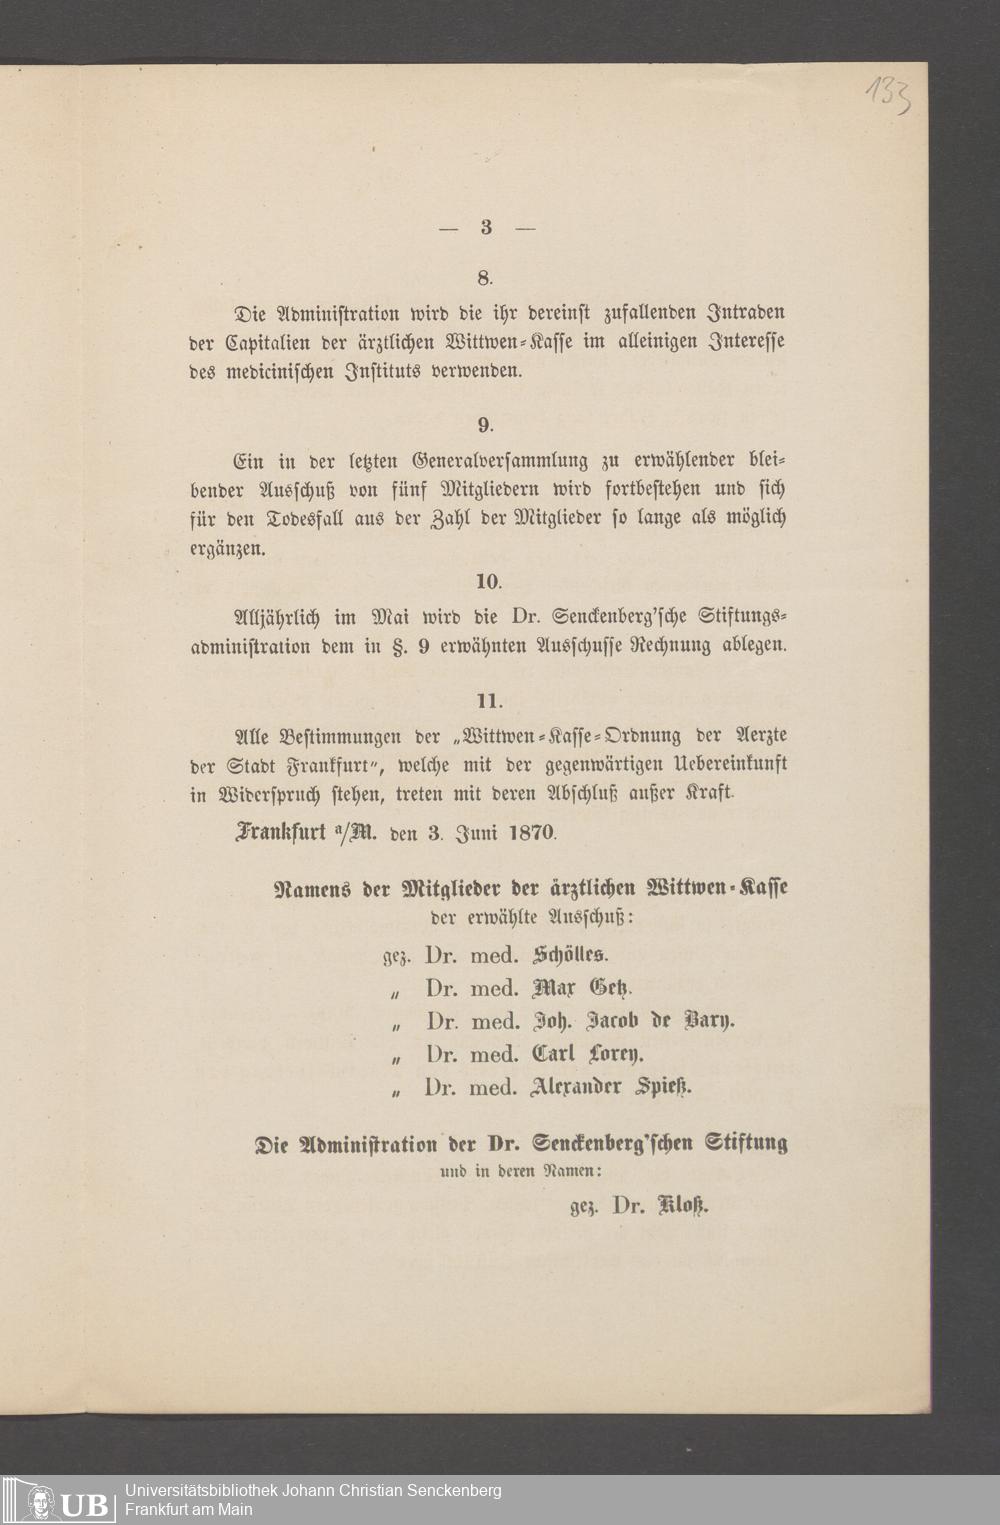 133
— 3 —
8.
Die Administration wird die ihr dereinst zufallenden Intraden
der Capitalien der ärztlichen Wittwen-Kasse im alleinigen Interesse
des medicinischen Instituts verwenden.
9.
Ein in der letzten Generalversammlung zu erwählender blei-
bender Ausschuß von fünf Mitgliedern wird fortbestehen und sich
für den Todesfall aus der Zahl der Mitglieder so lange als möglich
ergänzen.
10.
Alljährlich im Mai wird die Dr. Senckenberg'sche Stiftungs-
administration dem in §. 9 erwähnten Ausschusse Rechnung ablegen.
11.
Alle Bestimmungen der „Wittwen-Kasse-Ordnung der Aerzte
der Stadt Frankfurt", welche mit der gegenwärtigen Uebereinkunft
in Widerspruch stehen, treten mit deren Abschluß außer Kraft.
Frankfurt a/M. den 3. Juni 1870.
Namens der Mitglieder der ärztlichen Wittwen-Kasse
der erwählte Ausschuß:
gez. Dr. med. Schölles.
„ Dr. med. Max Getz.
„ Dr. med. Joh. Jacob de Bary.
„ Dr. med. Carl Lorey.
„ Dr. med. Alexander Spieß.
Die Administration der Dr. Senckenberg'schen Stiftung
und in deren Namen:
gez. Dr. Kloß.
UB
Universitätsbibliothek Johann Christian Senckenberg
Frankfurt am Main